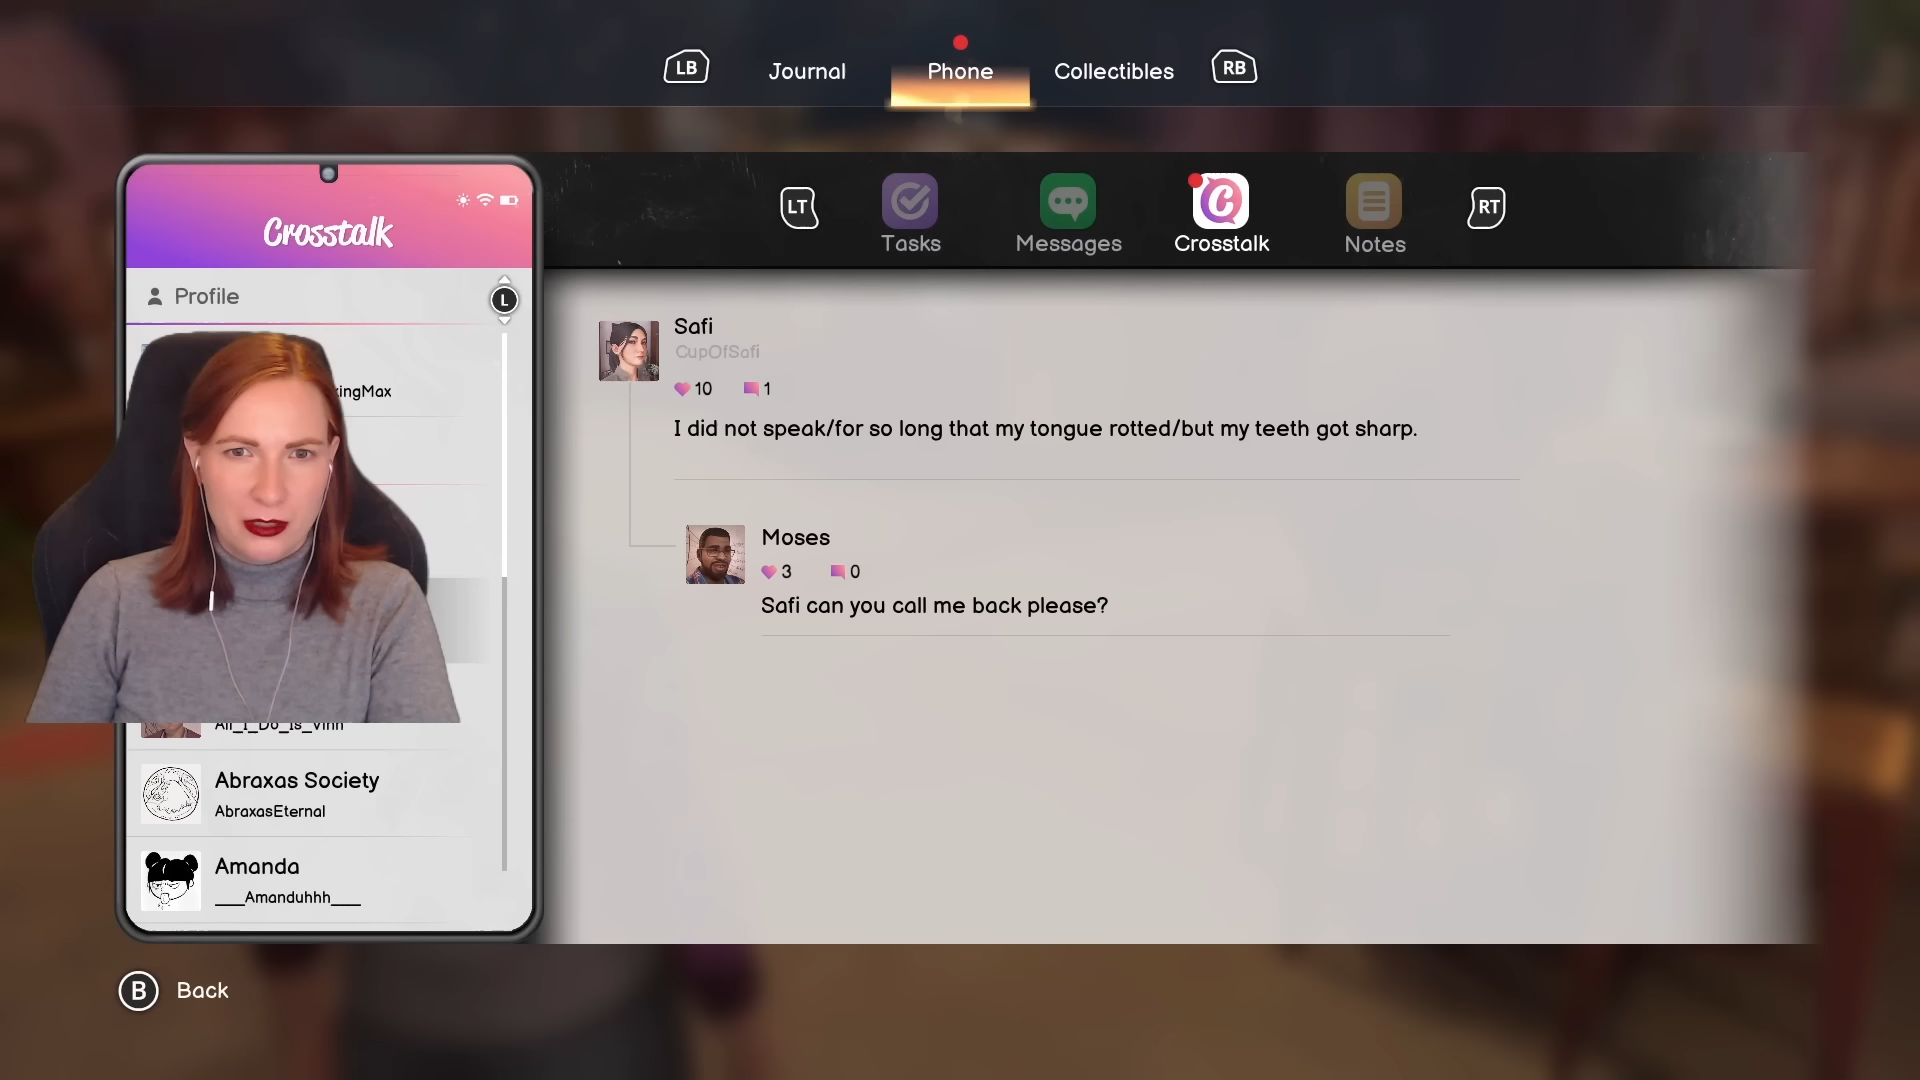 LB
Journal
Phone
Collectibles
RB
LT
Tasks
Messages
C
Crosstalk
Notes
RT
Crosstalk
Profile
L
kingMax
All_I_Do_Is_Vinh
Abraxas Society
AbraxasEternal
Amanda
___Amanduhhh___
Safi
CupOfSafi
10
1
I did not speak/for so long that my tongue rotted/but my teeth got sharp.
Moses
3
0
Safi can you call me back please?
B
Back